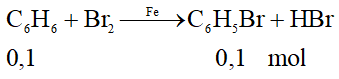 C₆H₆ + Br₂ —Fe→ C₆H₅Br + HBr
0,1 0,1 mol